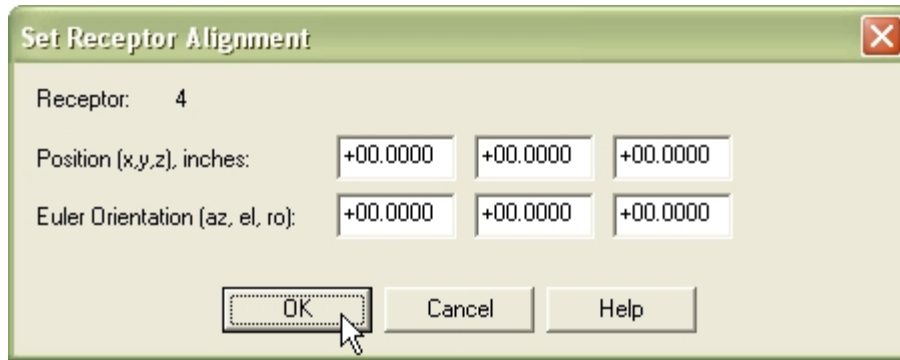 Set Receptor Alignment
Receptor: 4
Position (x,y,z), inches: +00.0000 +00.0000 +00.0000
Euler Orientation (az, el, ro): +00.0000 +00.0000 +00.0000
OK Cancel Help